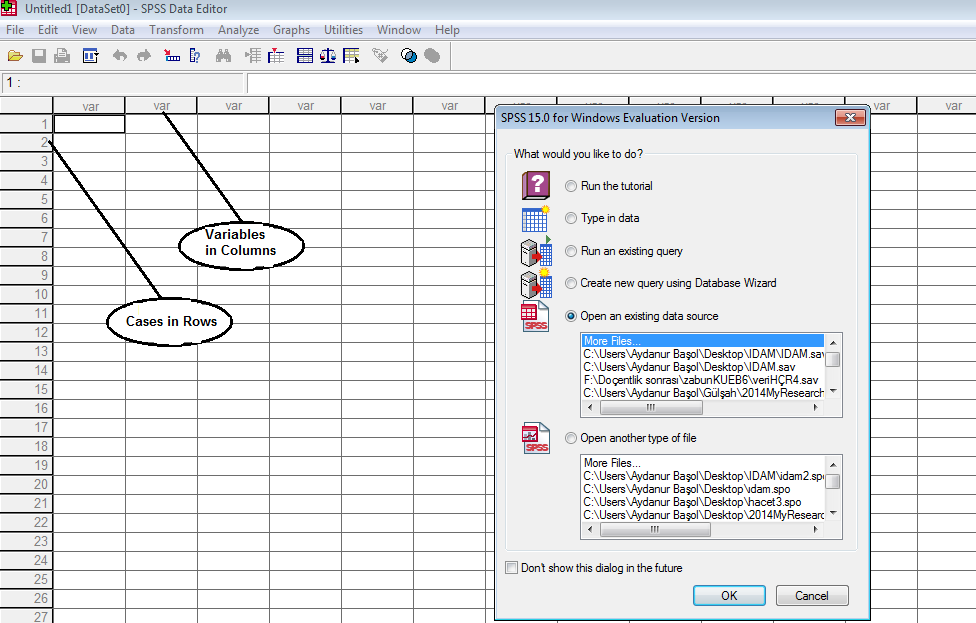 Untitled1 [DataSet0] - SPSS Data Editor
File Edit View Data Transform Analyze Graphs Utilities Window Help
1 :
var var var var var var var var
1
2
3
4
5
6
7
8
9
10
11
12
13
14
15
16
17
18
19
20
21
22
23
24
25
26
27
Variables
in Columns
Cases in Rows
SPSS 15.0 for Windows Evaluation Version
What would you like to do?
Run the tutorial
Type in data
Run an existing query
Create new query using Database Wizard
SPSS
Open an existing data source
More Files...
C:\Users\Aydanur Başol\Desktop\IDAM\IDAM.sav
C:\Users\Aydanur Başol\Desktop\IDAM.sav
F:\Doçentlik sonrası\zabunKUEB6\veriHÇR4.sav
C:\Users\Aydanur Başol\Gülşah\2014MyResearch
SPSS
Open another type of file
More Files...
C:\Users\Aydanur Başol\Desktop\IDAM\idam2.spo
C:\Users\Aydanur Başol\Desktop\idam.spo
C:\Users\Aydanur Başol\Desktop\hacet3.spo
C:\Users\Aydanur Başol\Desktop\2014MyResearc
Don't show this dialog in the future
OK Cancel